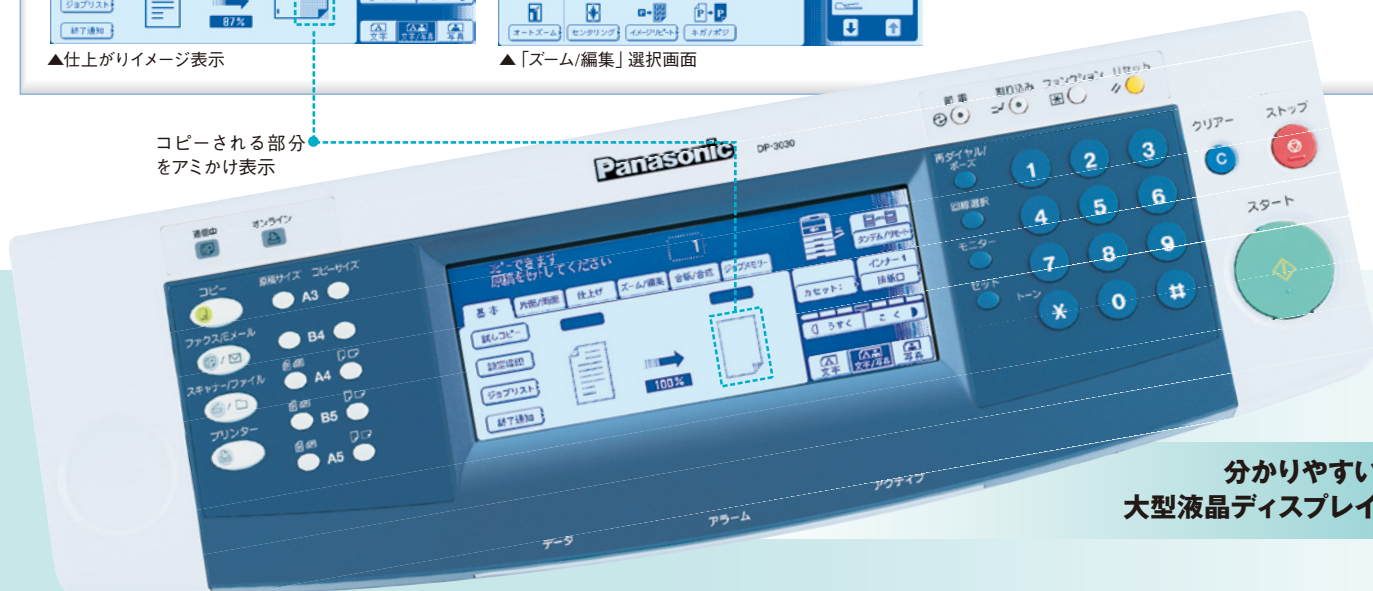 ジョブリスト
終了通知
87%
文字 文字/写真 写真
オートズーム センタリング イメージリピート ネガ/ポジ
▲仕上がりイメージ表示
▲「ズーム/編集」選択画面
コピーされる部分
をアミかけ表示
Panasonic DP-3030
節電 割り込み ファンクション リセット
クリアー ストップ
C
スタート
再ダイヤル/
ポーズ
回線選択
モニター
セット
トーン
1 2 3
4 5 6
7 8 9
* 0 #
通信中 オンライン
コピー
ファクス/Eメール
スキャナー/ファイル
プリンター
原稿サイズ コピーサイズ
A3
B4
A4
B5
A5
コピーできます
原稿をセットしてください
1
タンデム/リモート
基本 片面/両面 仕上げ ズーム/編集 合紙/合成 ジョブメモリー
試しコピー
設定確認
ジョブリスト
終了通知
100%
カセット:
インナー1
排紙口
うすく こく
文字 文字/写真 写真
データ
アラーム
アクティブ
分かりやすい
大型液晶ディスプレイ